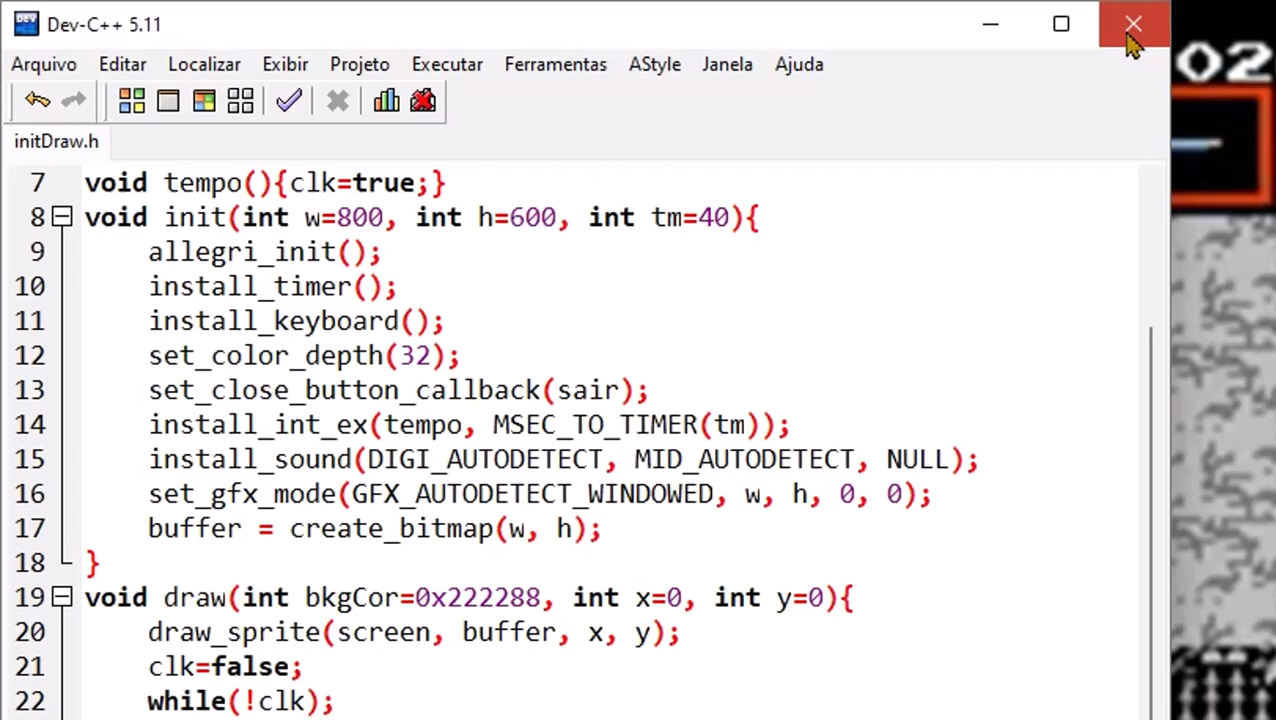 Dev-C++ 5.11
Arquivo Editar Localizar Exibir Projeto Executar Ferramentas AStyle Janela Ajuda
initDraw.h
7 void tempo(){clk=true;}
8 void init(int w=800, int h=600, int tm=40){
9 allegri_init();
10 install_timer();
11 install_keyboard();
12 set_color_depth(32);
13 set_close_button_callback(sair);
14 install_int_ex(tempo, MSEC_TO_TIMER(tm));
15 install_sound(DIGI_AUTODETECT, MID_AUTODETECT, NULL);
16 set_gfx_mode(GFX_AUTODETECT_WINDOWED, w, h, 0, 0);
17 buffer = create_bitmap(w, h);
18 }
19 void draw(int bkgCor=0x222288, int x=0, int y=0){
20 draw_sprite(screen, buffer, x, y);
21 clk=false;
22 while(!clk);
02